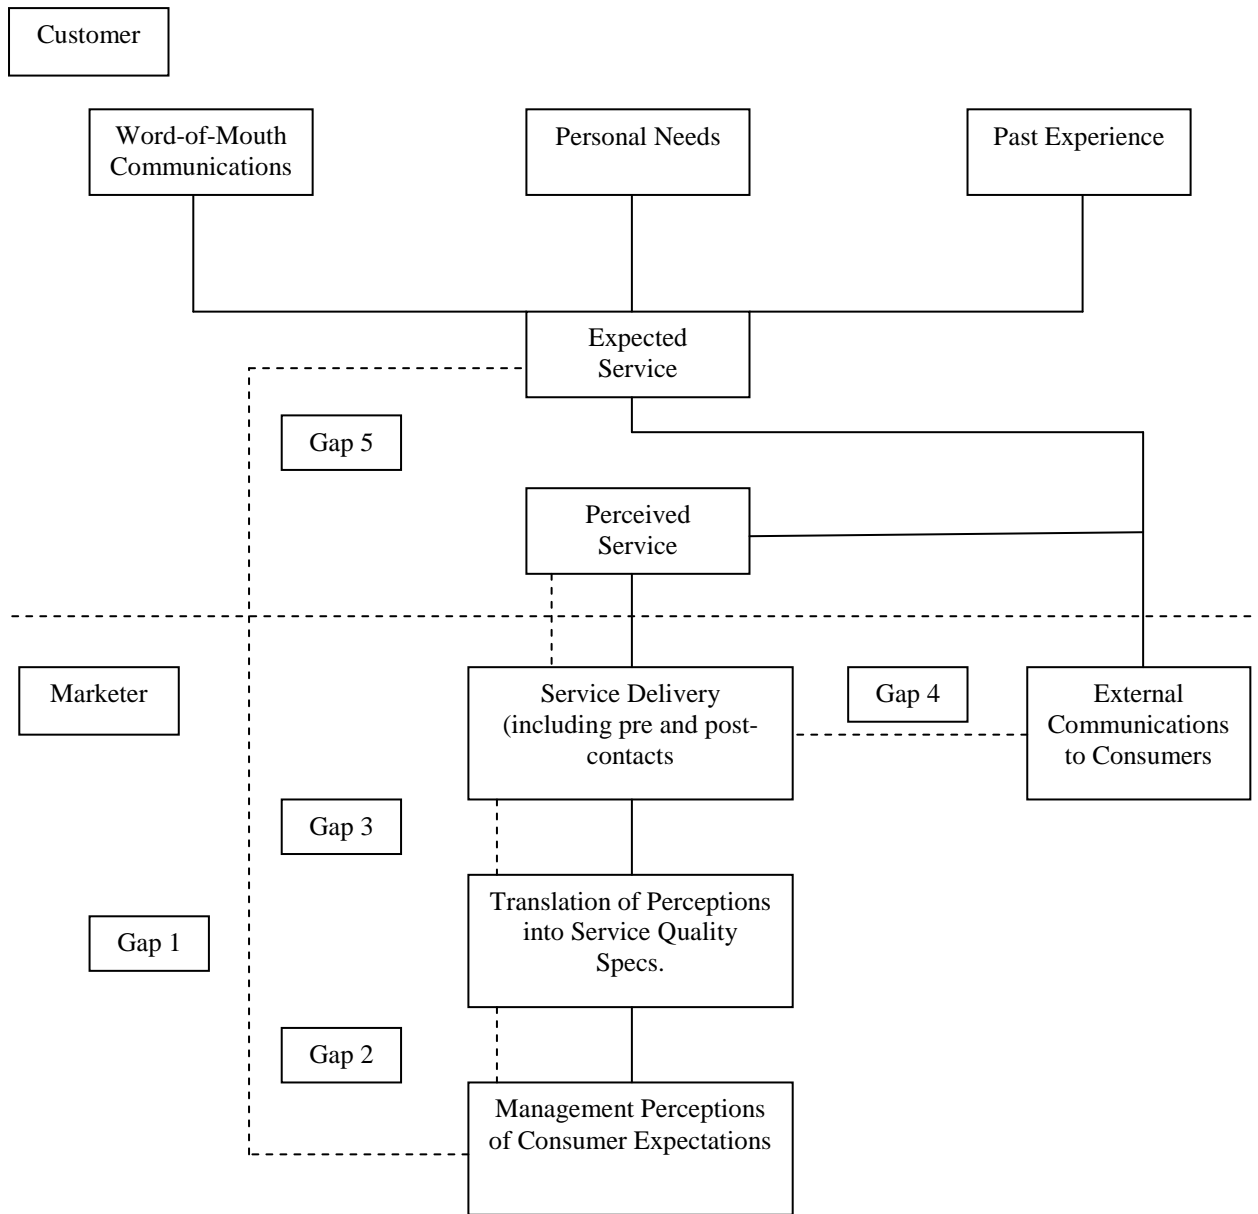 Customer
Word-of-Mouth
Communications
Personal Needs
Past Experience
Expected
Service
Gap 5
Perceived
Service
Marketer
Service Delivery
(including pre and post-
contacts
Gap 4
External
Communications
to Consumers
Gap 3
Translation of Perceptions
into Service Quality
Specs.
Gap 1
Gap 2
Management Perceptions
of Consumer Expectations